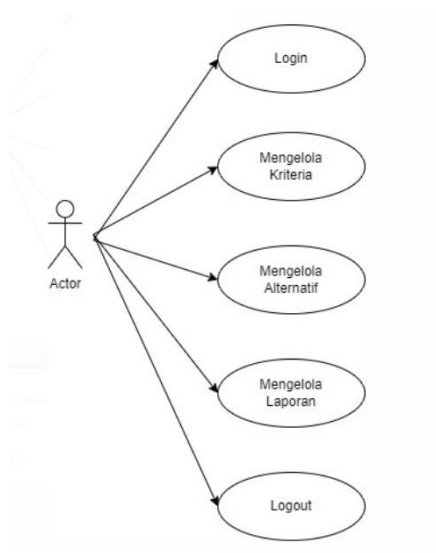 Login
Mengelola
Kriteria
Actor
Mengelola
Alternatif
Mengelola
Laporan
Logout